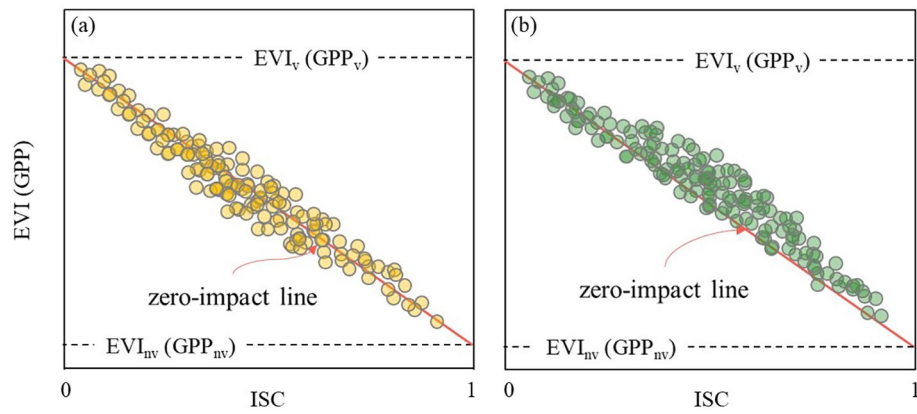 (a)
EVIv (GPPv)
zero-impact line
EVInv (GPPnv)
0
ISC
1
EVI (GPP)
(b)
EVIv (GPPv)
zero-impact line
EVInv (GPPnv)
0
ISC
1